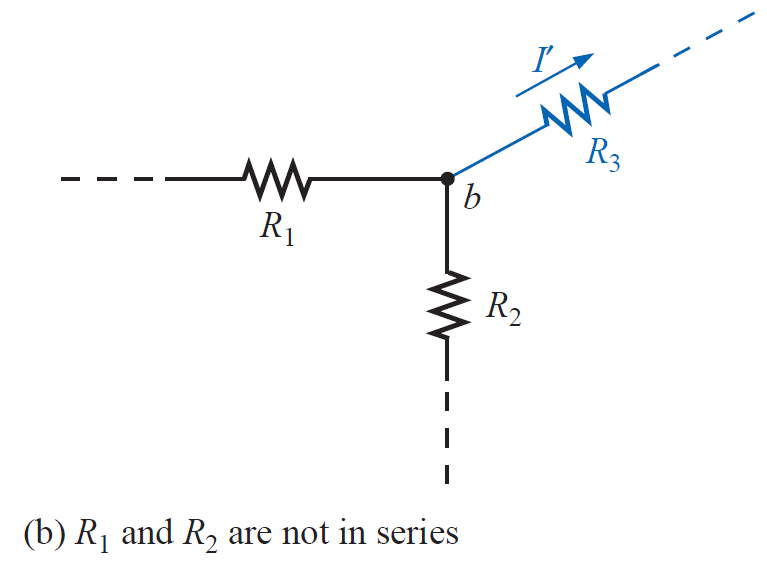 I′
R₃
b
R₁
R₂
(b) R₁ and R₂ are not in series